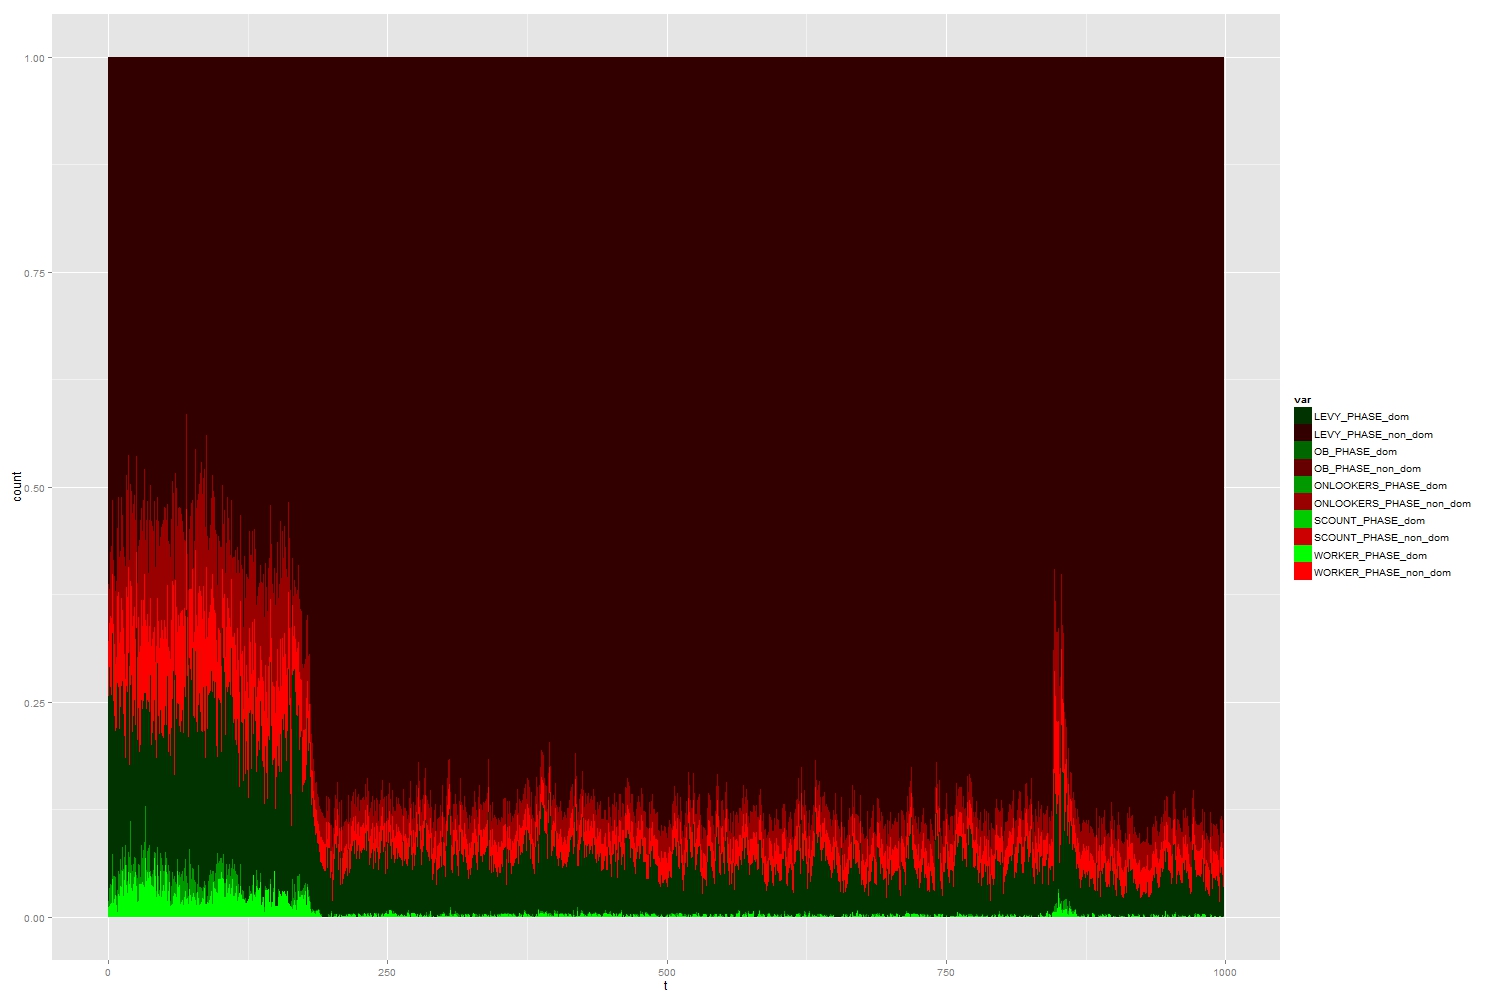 1.00
0.75
0.50
0.25
0.00
count
0
250
500
750
1000
t
var
LEVY_PHASE_dom
LEVY_PHASE_non_dom
OB_PHASE_dom
OB_PHASE_non_dom
ONLOOKERS_PHASE_dom
ONLOOKERS_PHASE_non_dom
SCOUNT_PHASE_dom
SCOUNT_PHASE_non_dom
WORKER_PHASE_dom
WORKER_PHASE_non_dom